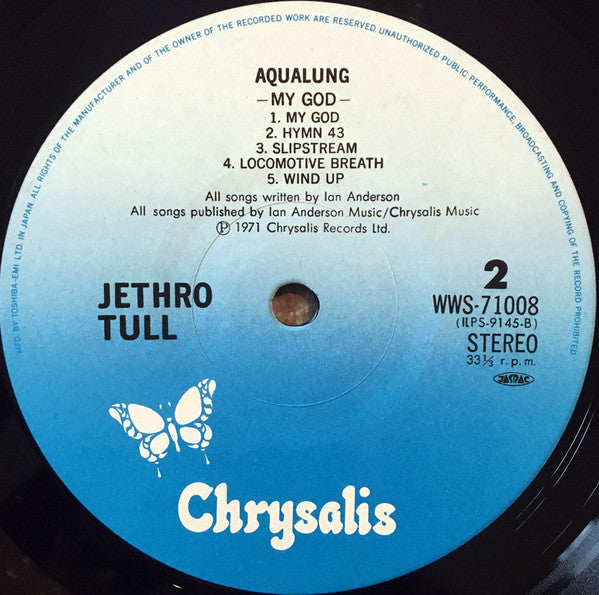 ALL RIGHTS OF THE MANUFACTURER AND OF THE OWNER OF THE RECORDED WORK ARE RESERVED. UNAUTHORIZED PUBLIC PERFORMANCE, BROADCASTING AND COPYING OF THE RECORD PROHIBITED.
AQUALUNG
—MY GOD—
1. MY GOD
2. HYMN 43
3. SLIPSTREAM
4. LOCOMOTIVE BREATH
5. WIND UP
All songs written by Ian Anderson
All songs published by Ian Anderson Music/Chrysalis Music
Ⓟ 1971 Chrysalis Records Ltd.
JETHRO
TULL
2
WWS-71008
(ILPS-9145-B)
STEREO
33⅓ r.p.m.
JASRAC
Chrysalis
MFD. BY TOSHIBA-EMI LTD. IN JAPAN.